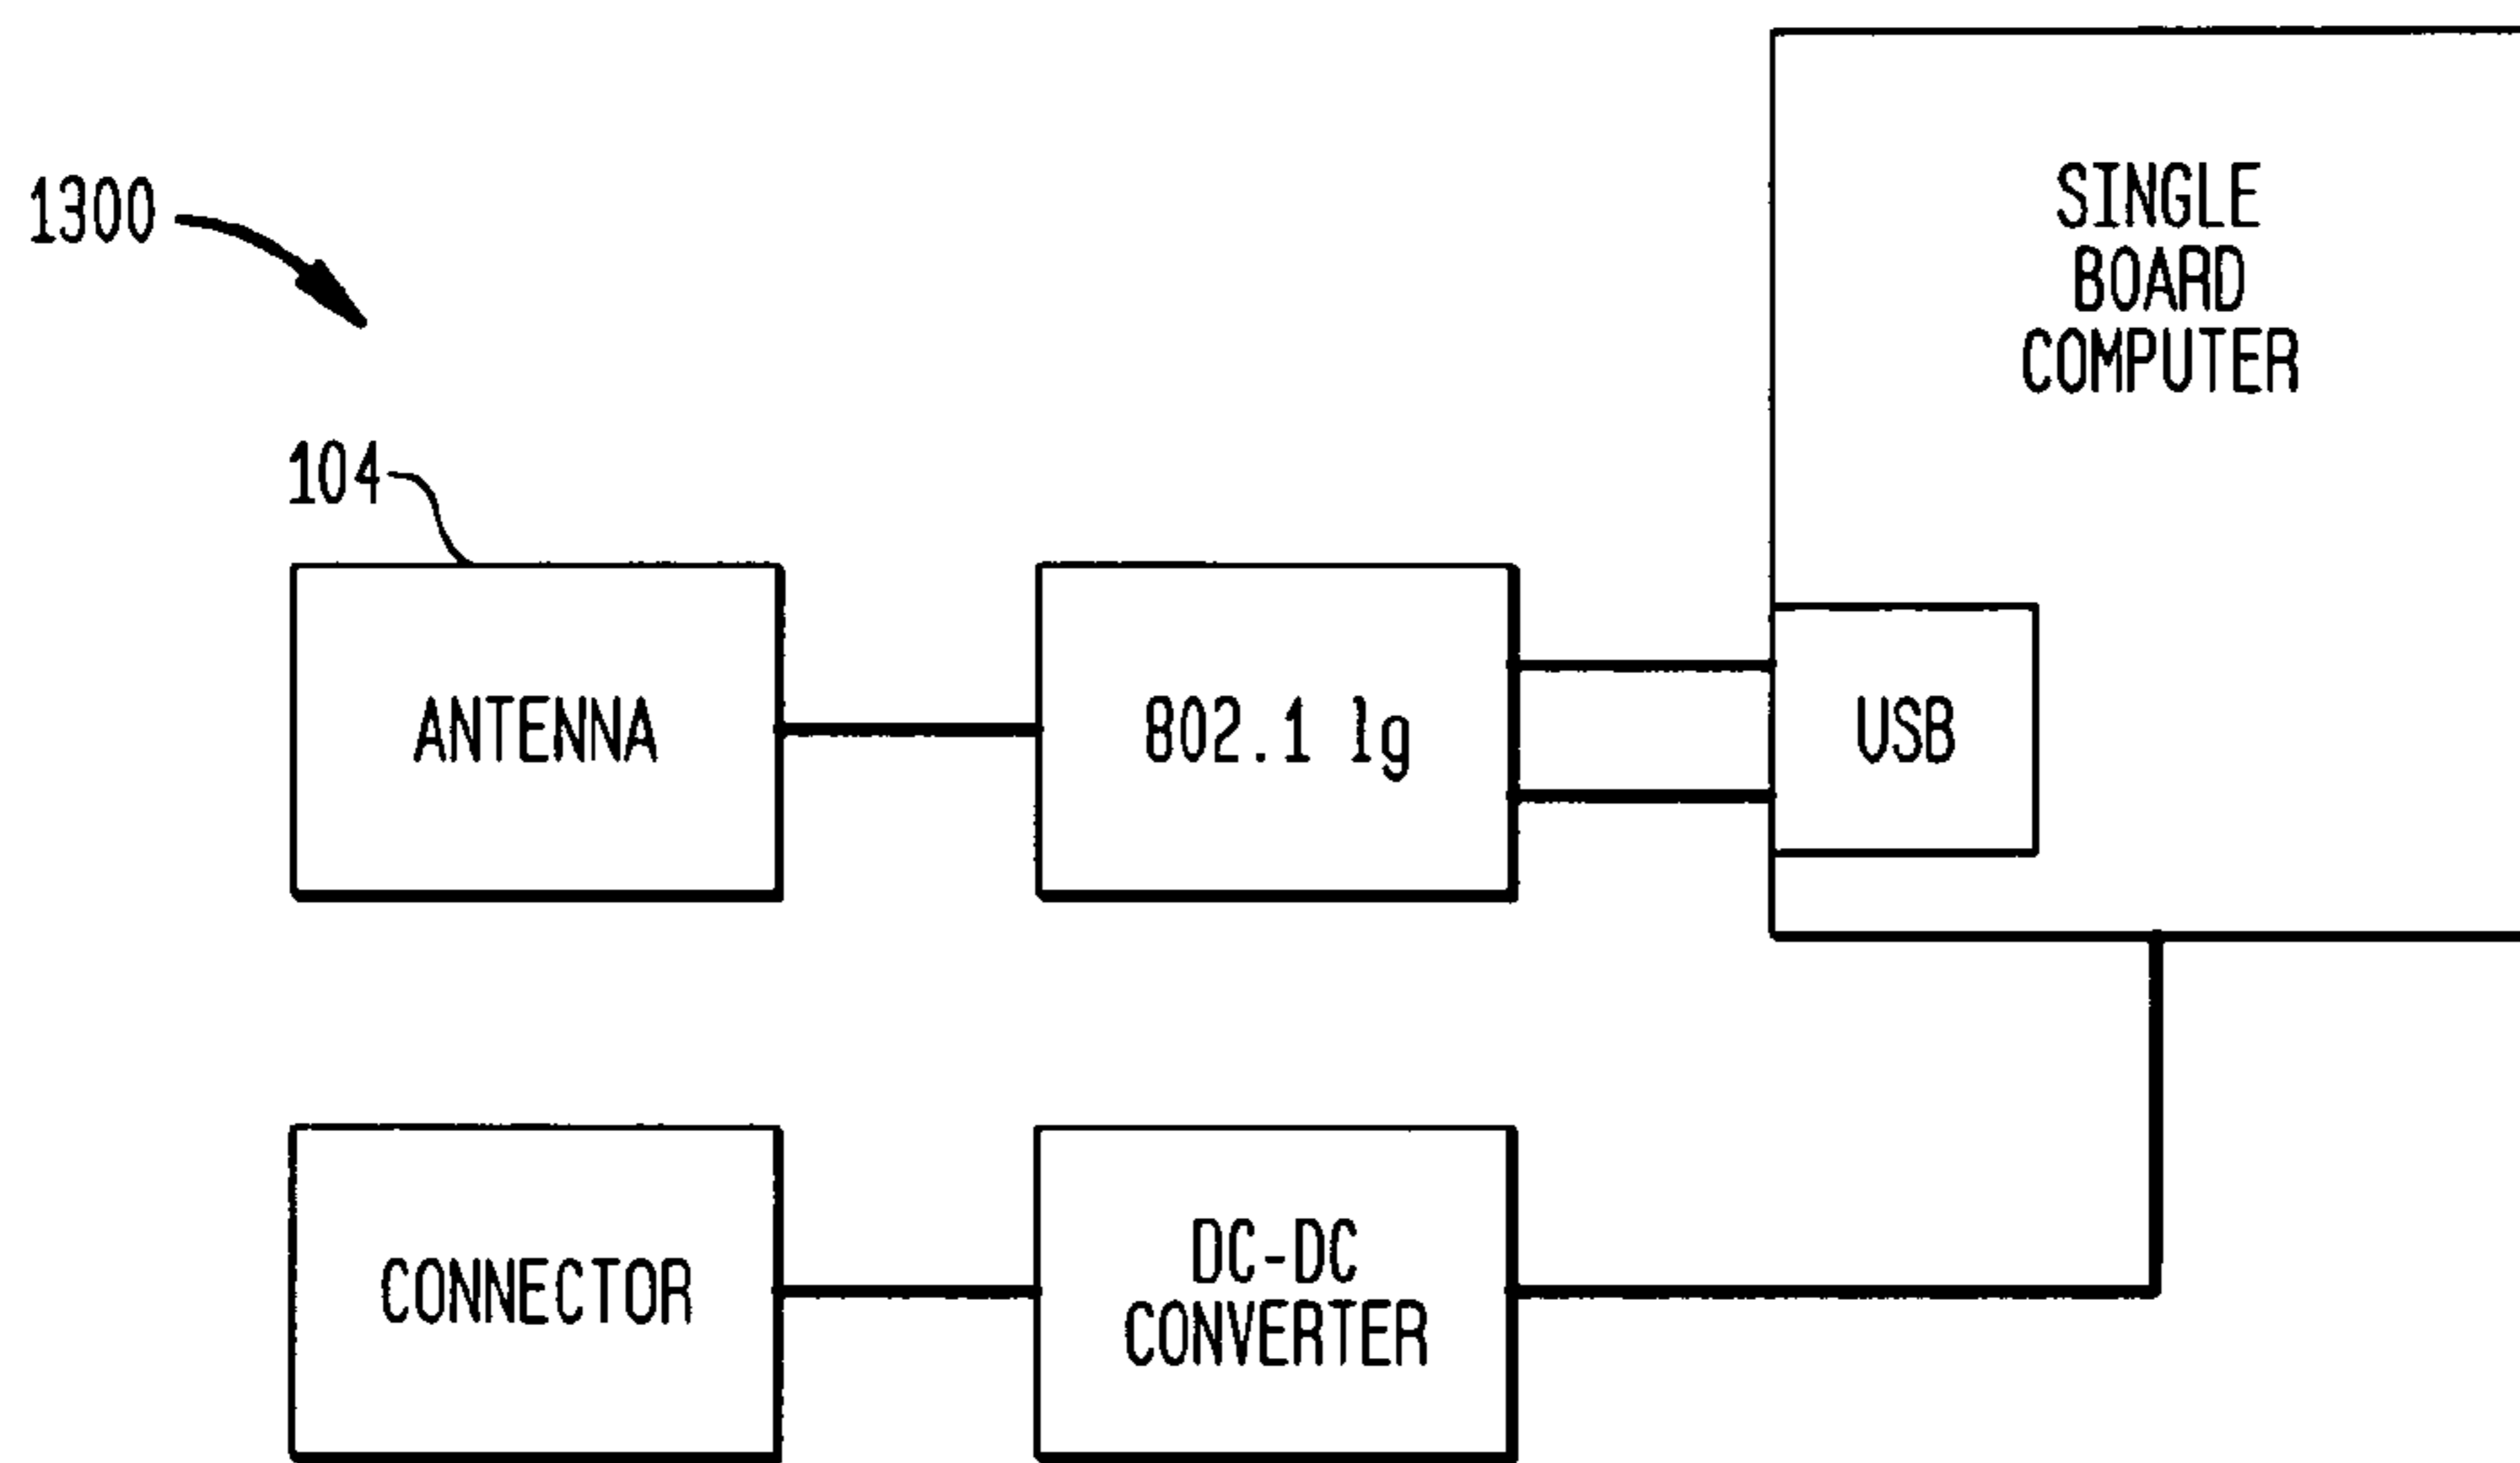 1300
SINGLE
BOARD
COMPUTER
104
ANTENNA
802.1 1g
USB
CONNECTOR
DC-DC
CONVERTER